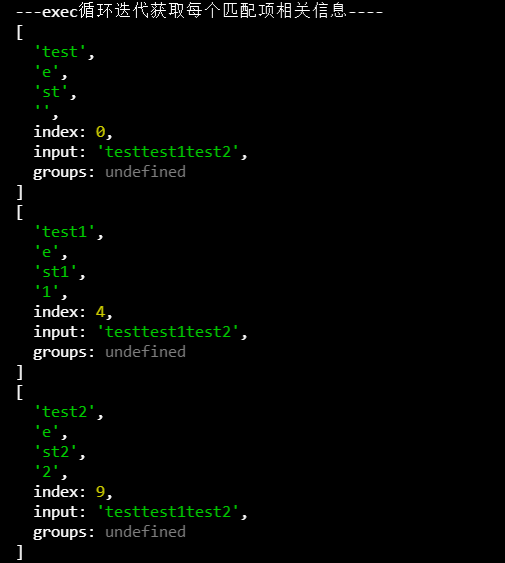 ---exec循环迭代获取每个匹配项相关信息----
[
  'test',
  'e',
  'st',
  '',
  index: 0,
  input: 'testtest1test2',
  groups: undefined
]
[
  'test1',
  'e',
  'st1',
  '1',
  index: 4,
  input: 'testtest1test2',
  groups: undefined
]
[
  'test2',
  'e',
  'st2',
  '2',
  index: 9,
  input: 'testtest1test2',
  groups: undefined
]